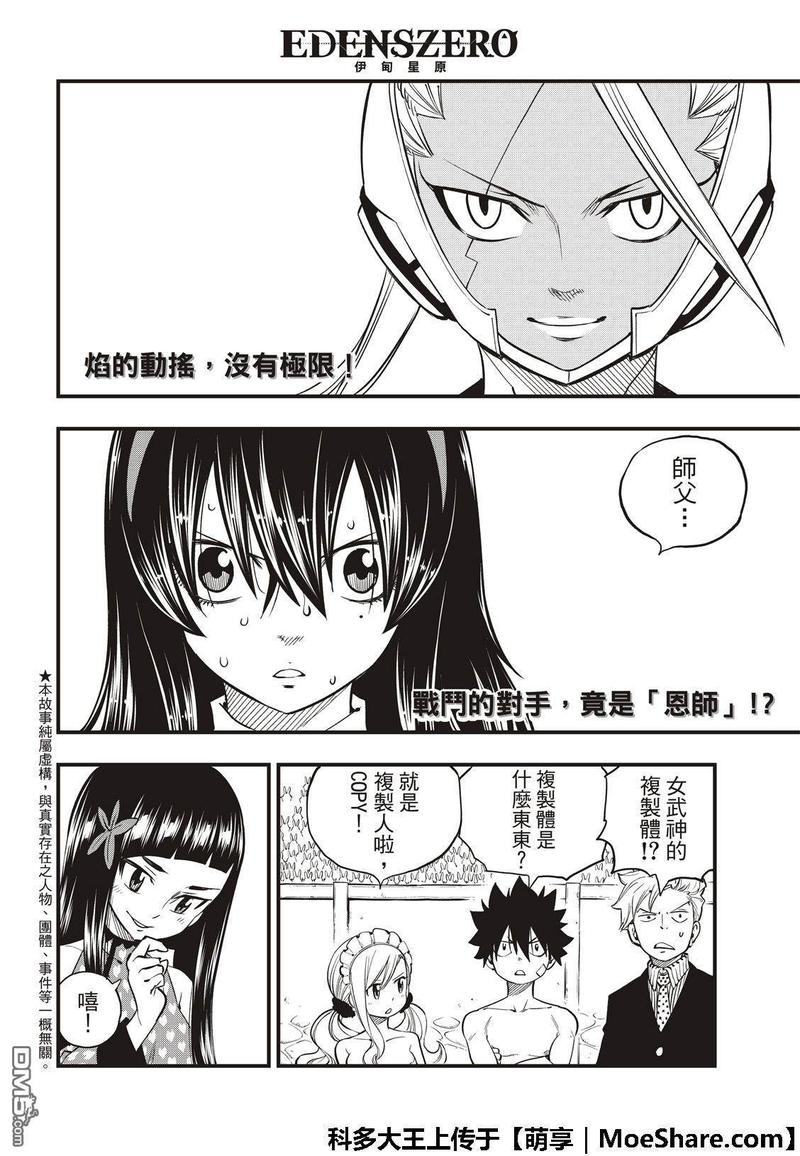 EDENSZERO
伊甸星原
焰的動搖，沒有極限！
師父…
戰鬥的對手，竟是「恩師」!?
女武神的
複製體!?
複製體是
什麼東東？
就是
複製人啦，
COPY！
嘻！
★本故事純屬虛構，與真實存在之人物、團體、事件等一概無關。
DM5
科多大王上传于【萌享｜MoeShare.com】